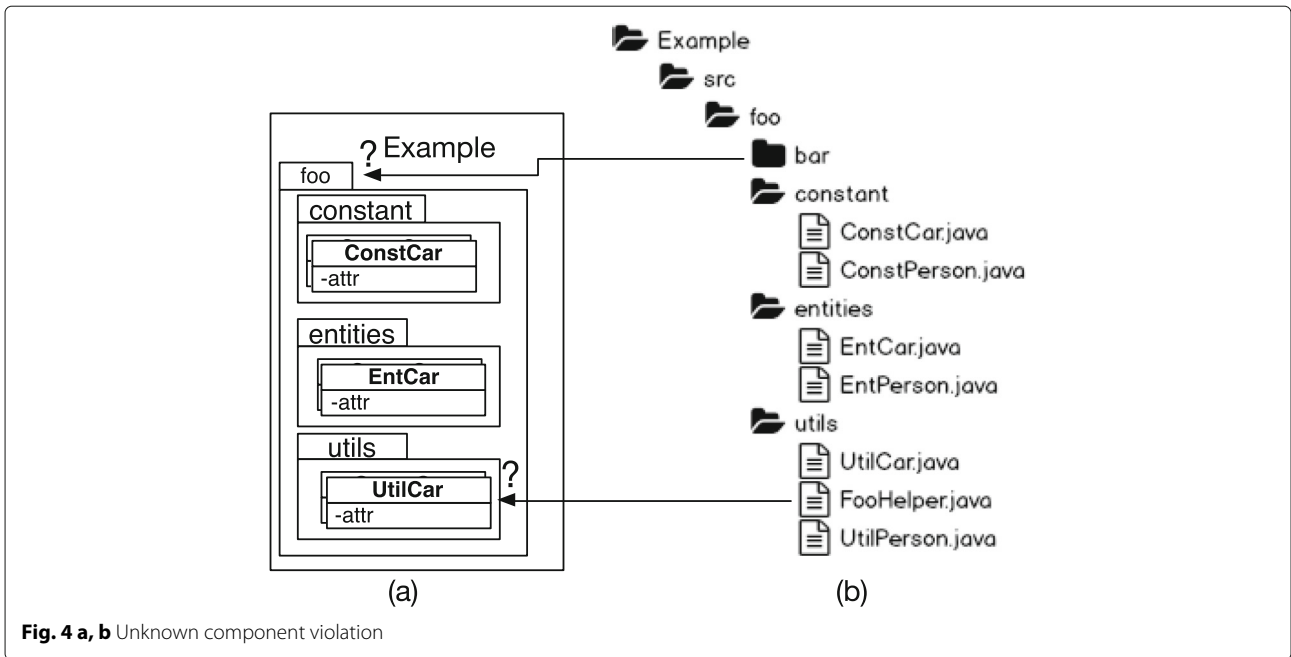 ? Example
foo
constant
ConstCar
-attr
entities
EntCar
-attr
utils
?
UtilCar
-attr
(a)
Example
src
foo
bar
constant
ConstCar.java
ConstPerson.java
entities
EntCar.java
EntPerson.java
utils
UtilCar.java
FooHelper.java
UtilPerson.java
(b)
Fig. 4 a, b Unknown component violation